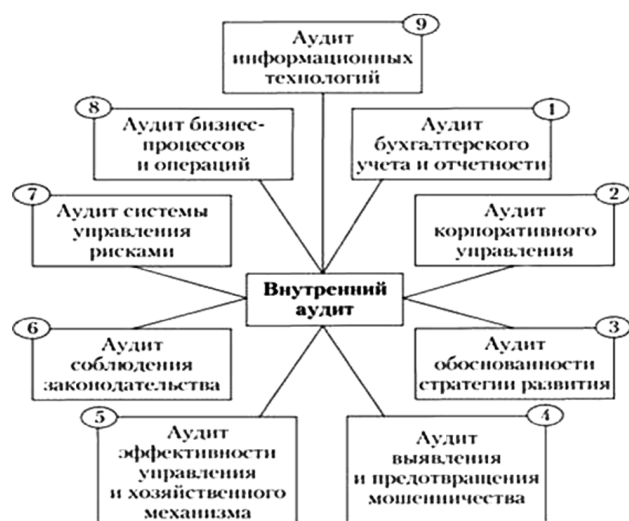 9
Аудит
информационных
технологий
8
Аудит бизнес-
процессов
и операций
1
Аудит
бухгалтерского
учета и отчетности
7
Аудит системы
управления
рисками
2
Аудит
корпоративного
управления
Внутренний
аудит
6
Аудит
соблюдения
законодательства
3
Аудит
обоснованности
стратегии развития
5
Аудит
эффективности
управления
и хозяйственного
механизма
4
Аудит
выявления
и предотвращения
мошенничества